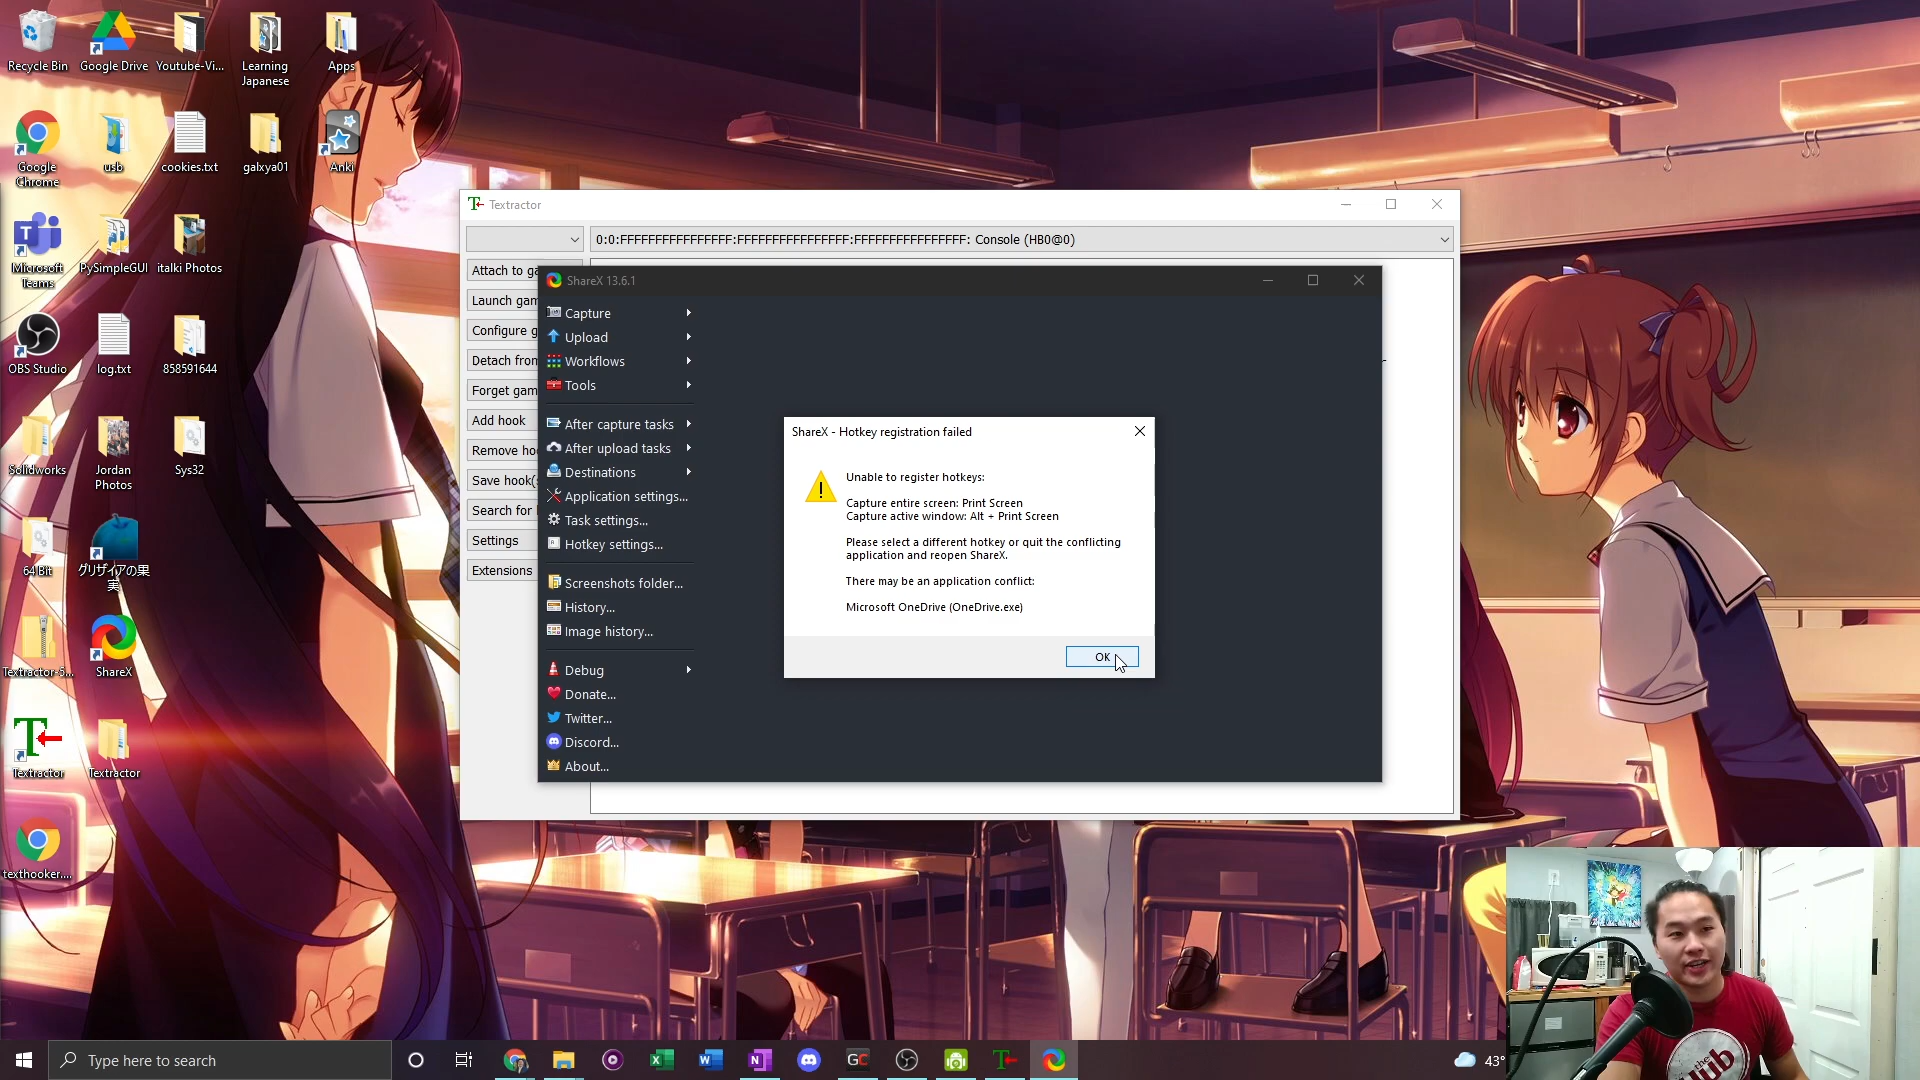 Recycle Bin
Google Drive
Youtube-Vi...
Learning
Japanese
Apps
Google
Chrome
usb
cookies.txt
galxya01
Anki
Microsoft
Teams
PySimpleGUI
italki Photos
OBS Studio
log.txt
858591644
Solidworks
Jordan
Photos
Sys32
64 Bit
グリザイアの果
実
Textractor-5...
ShareX
Textractor
Textractor
texthooker....
Textractor
0:0:FFFFFFFFFFFFFFFF:FFFFFFFFFFFFFFFF:FFFFFFFFFFFFFFFF: Console (HB0@0)
Attach to ga
Launch gam
Configure g
Detach from
Forget gam
Add hook
Remove ho
Save hook(s
Search for
Settings
Extensions
ShareX 13.6.1
Capture
Upload
Workflows
Tools
After capture tasks
After upload tasks
Destinations
Application settings...
Task settings...
Hotkey settings...
Screenshots folder...
History...
Image history...
Debug
Donate...
Twitter...
Discord...
About...
ShareX - Hotkey registration failed
Unable to register hotkeys:
Capture entire screen: Print Screen
Capture active window: Alt + Print Screen
Please select a different hotkey or quit the conflicting
application and reopen ShareX.
There may be an application conflict:
Microsoft OneDrive (OneDrive.exe)
OK
Type here to search
GC
43°